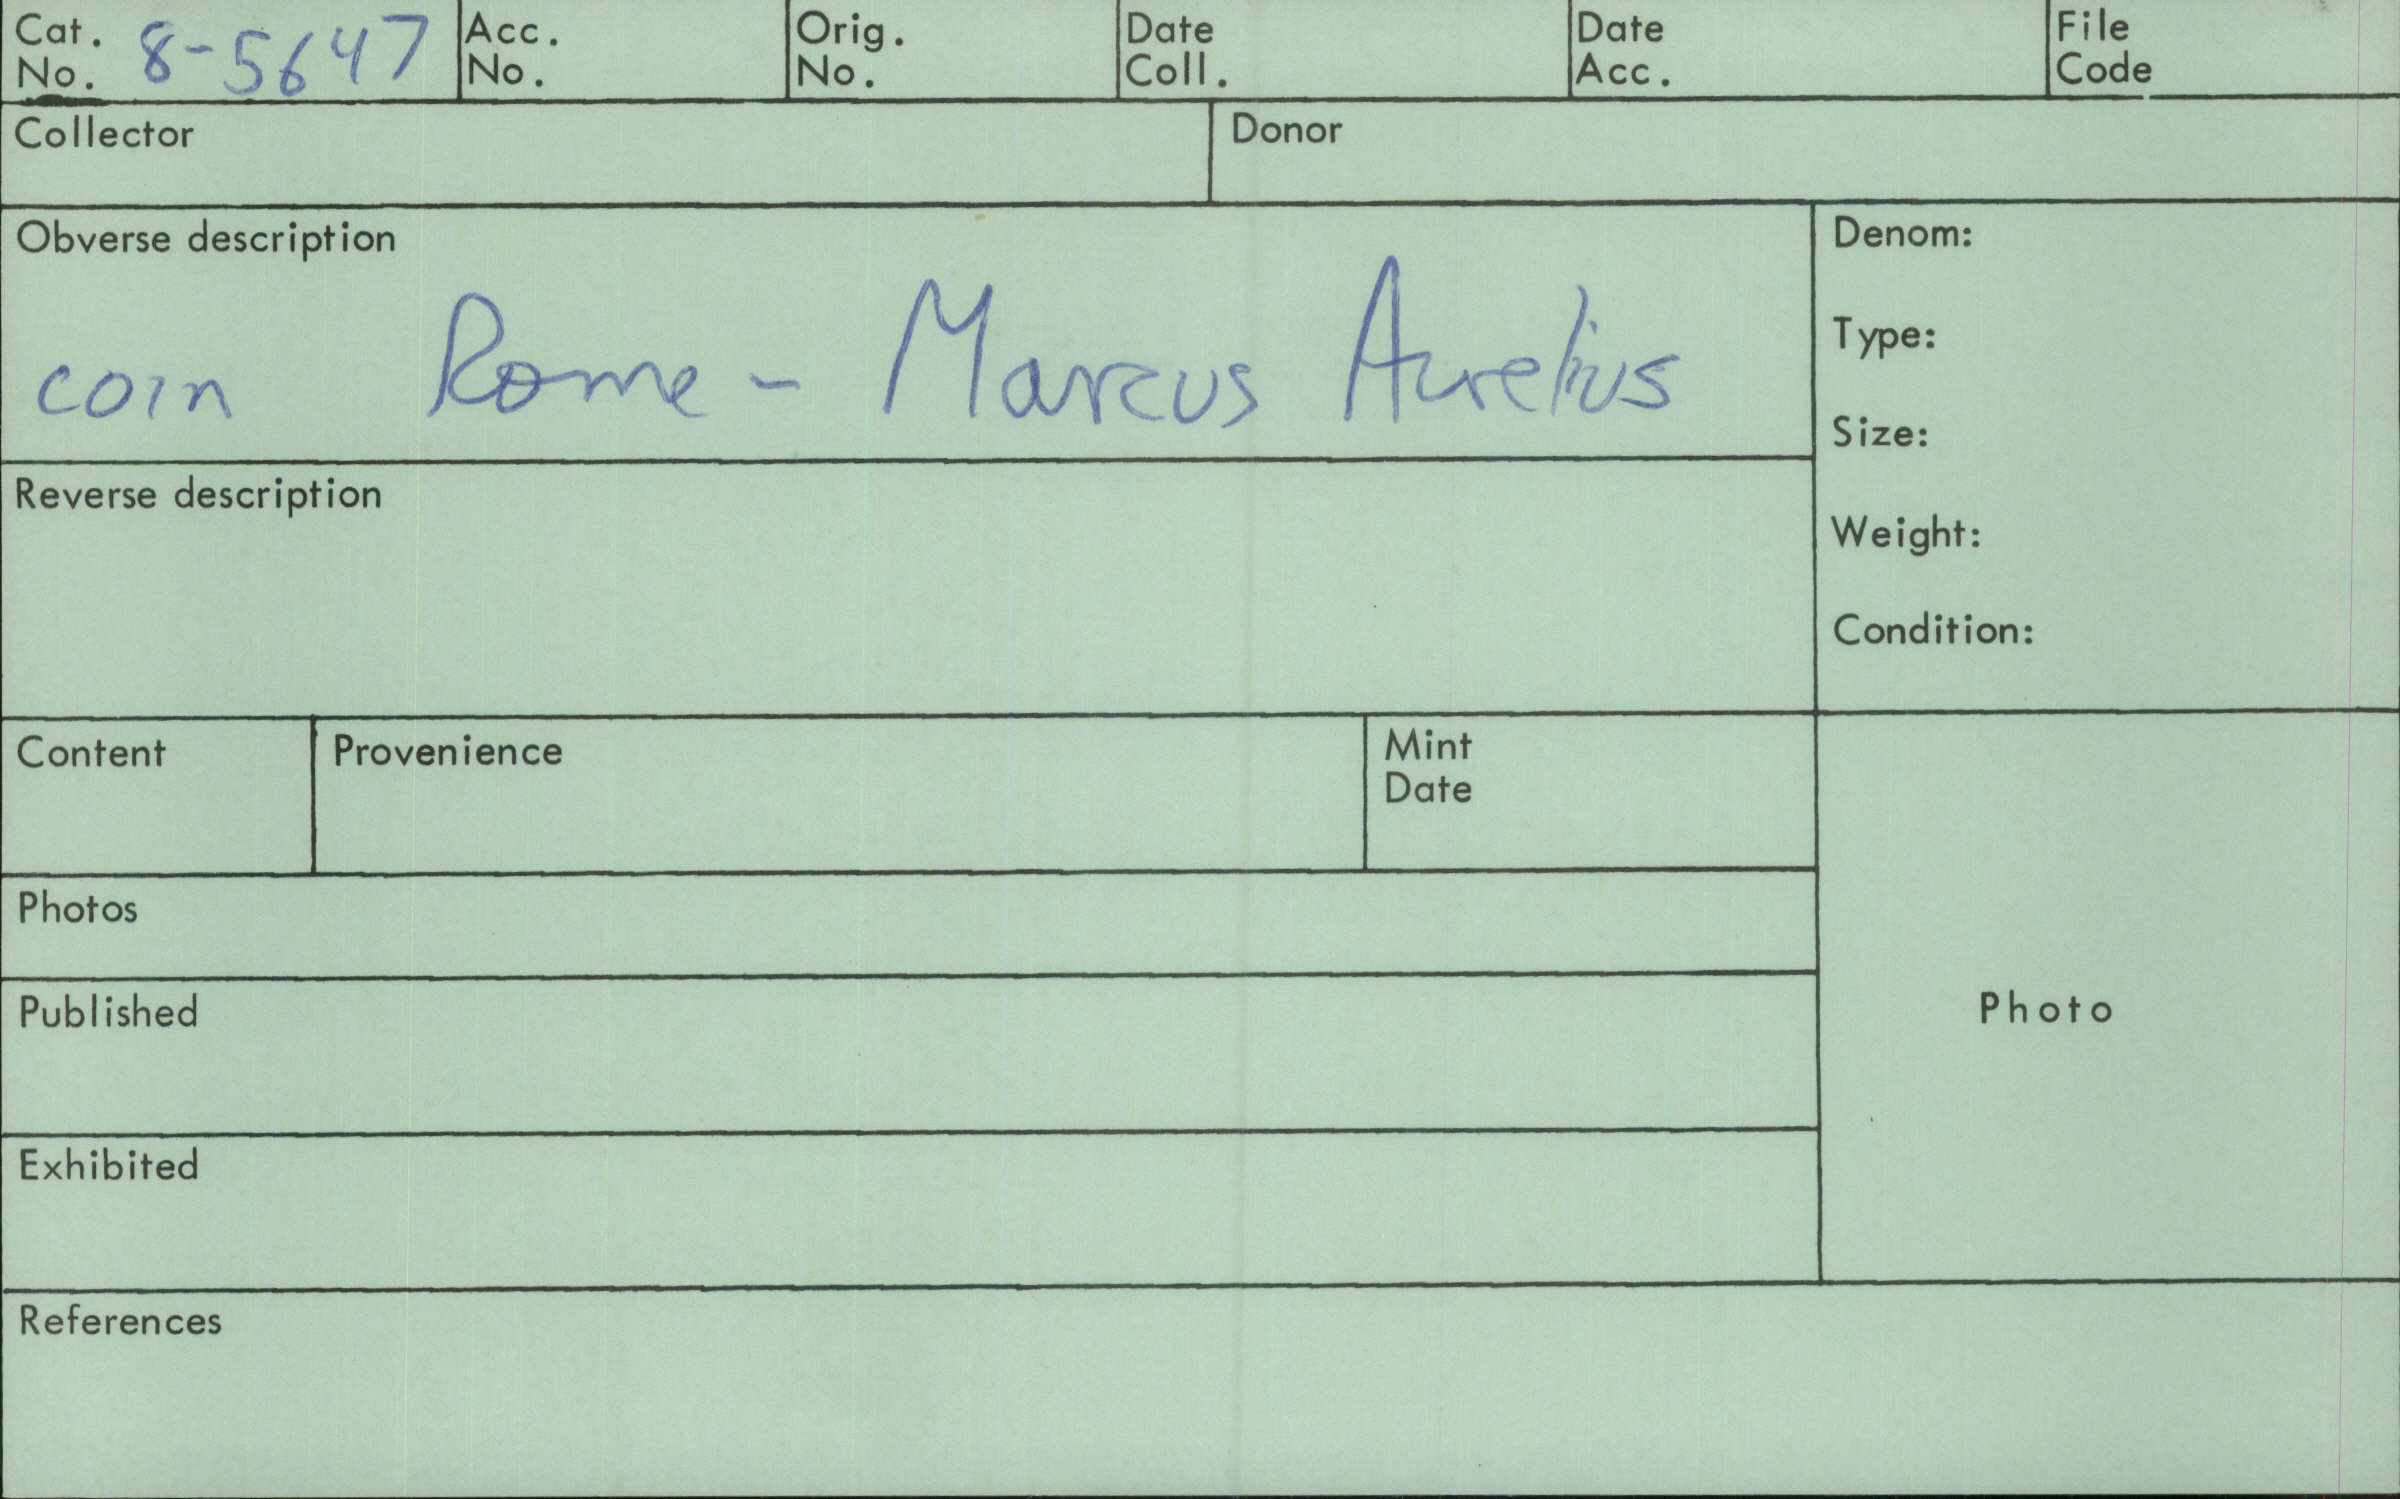 Cat. No. 8-5647
Acc. No.
Orig. No.
Date Coll.
Date Acc.
File Code
Collector
Donor
Obverse description
coin Rome - Marcus Aurelius
Denom:
Type:
Size:
Weight:
Condition:
Reverse description
Content
Provenience
Mint Date
Photos
Published
Photo
Exhibited
References